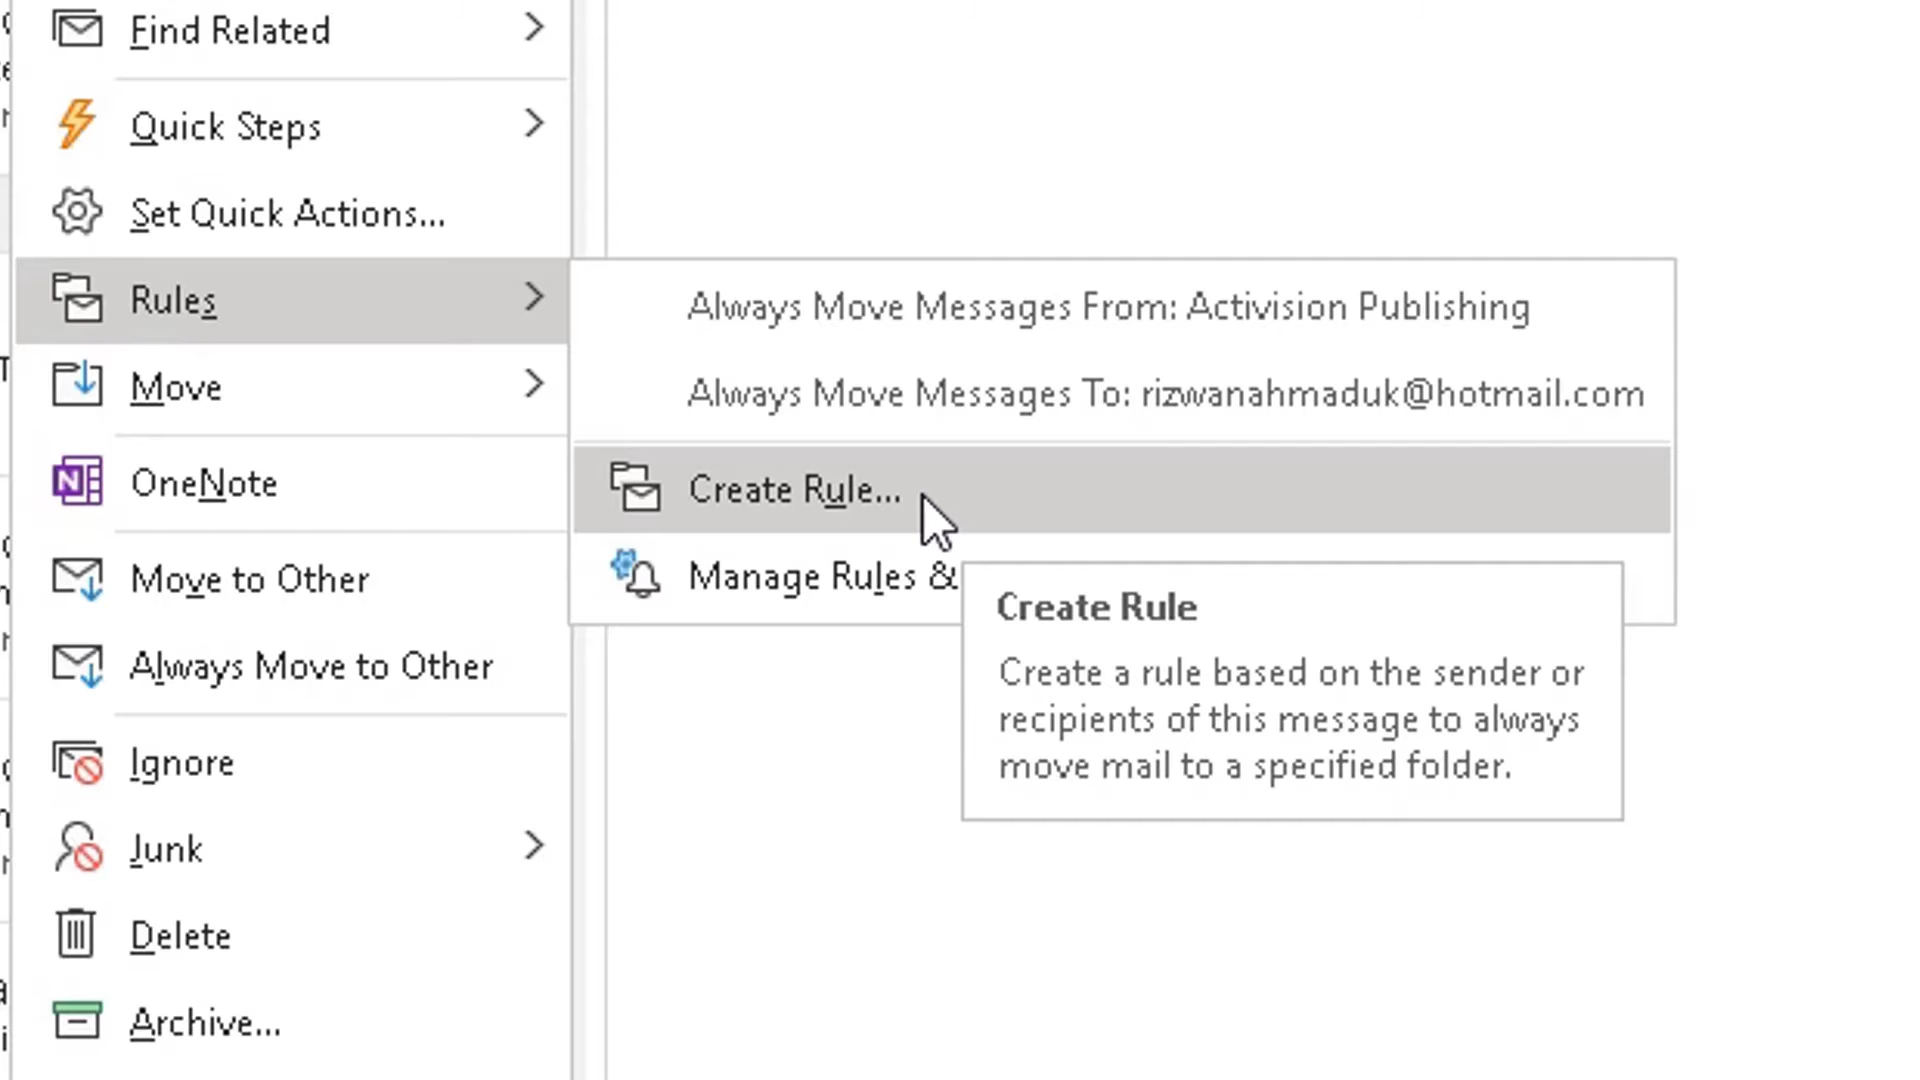 Find Related
Quick Steps
Set Quick Actions...
Rules
Always Move Messages From: Activision Publishing
Always Move Messages To: rizwanahmaduk@hotmail.com
Create Rule...
Manage Rules &
Create Rule
Create a rule based on the sender or
recipients of this message to always
move mail to a specified folder.
Move
OneNote
Move to Other
Always Move to Other
Ignore
Junk
Delete
Archive...